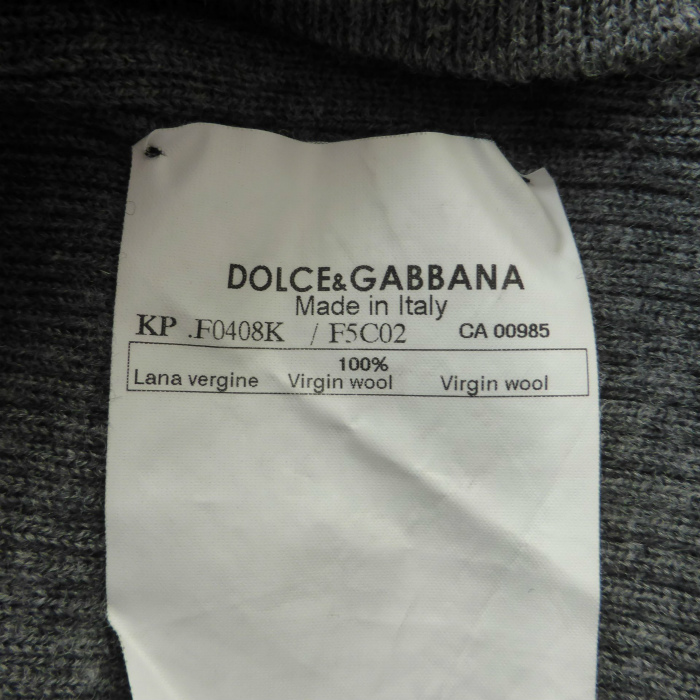 DOLCE&GABBANA
Made in Italy
KP .F0408K / F5C02 CA 00985
100%
Lana vergine Virgin wool Virgin wool